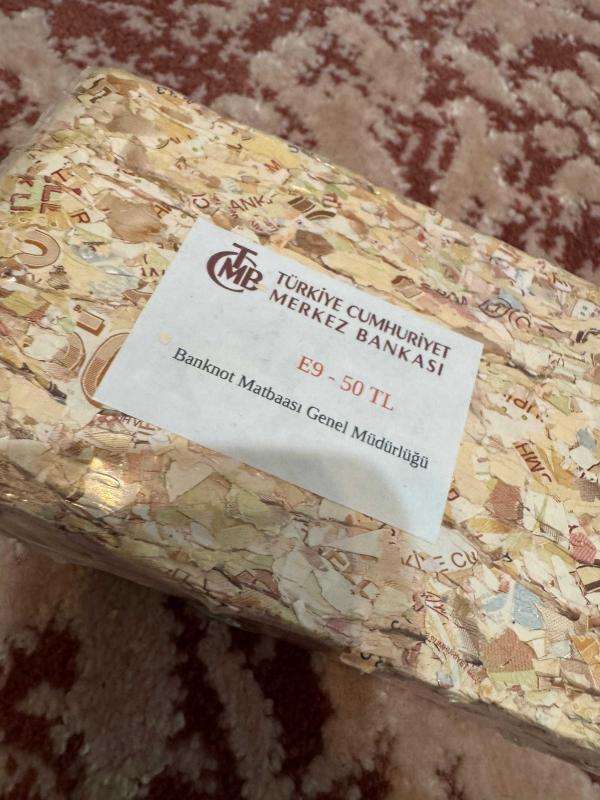 TCMB
TÜRKİYE CUMHURİYET
MERKEZ BANKASI
E9 - 50 TL
Banknot Matbaası Genel Müdürlüğü